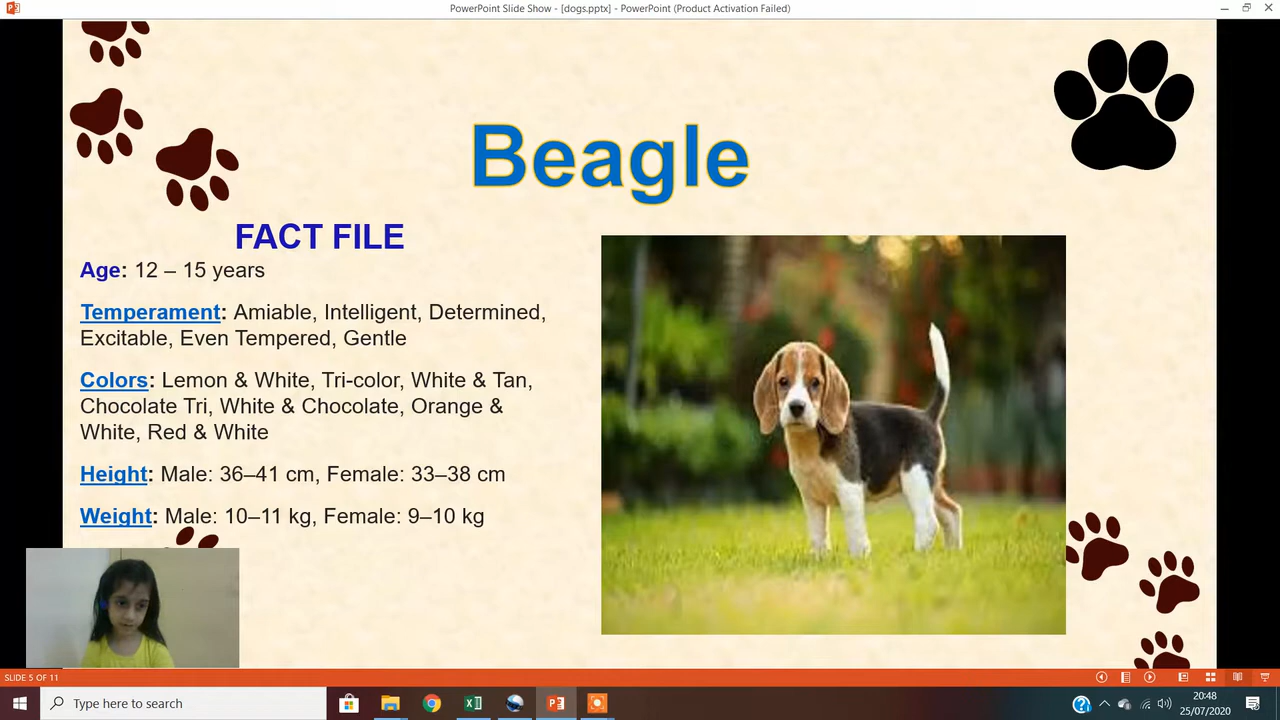 PowerPoint Slide Show - [dogs.pptx] - PowerPoint (Product Activation Failed)
Beagle
FACT FILE
Age: 12 – 15 years
Temperament: Amiable, Intelligent, Determined,
Excitable, Even Tempered, Gentle
Colors: Lemon & White, Tri-color, White & Tan,
Chocolate Tri, White & Chocolate, Orange &
White, Red & White
Height: Male: 36–41 cm, Female: 33–38 cm
Weight: Male: 10–11 kg, Female: 9–10 kg
SLIDE 5 OF 11
Type here to search
20:48
25/07/2020